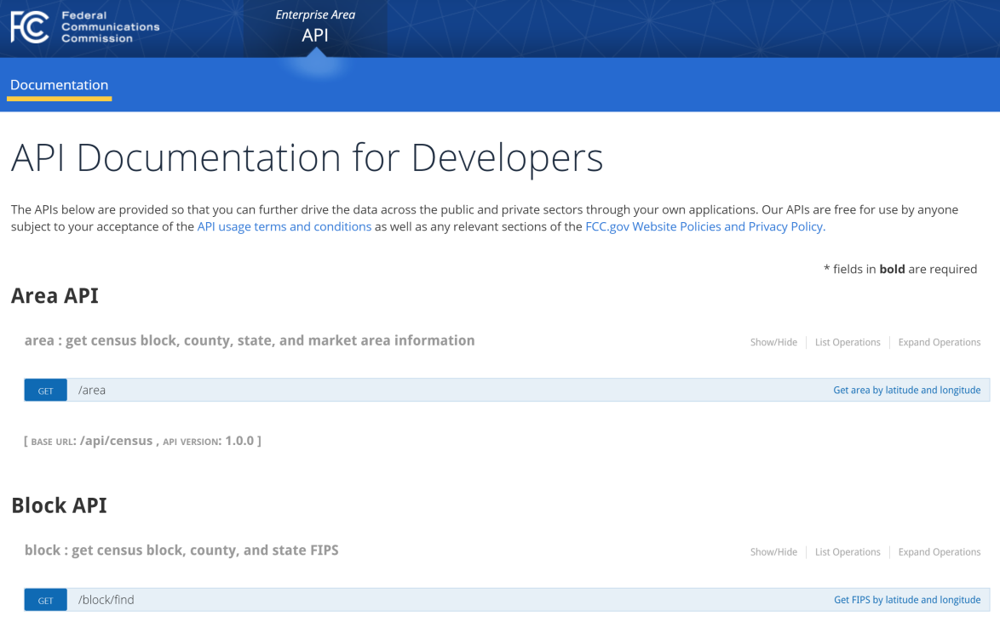 FCC
Federal
Communications
Commission
Enterprise Area
API
Documentation
API Documentation for Developers
The APIs below are provided so that you can further drive the data across the public and private sectors through your own applications. Our APIs are free for use by anyone
subject to your acceptance of the API usage terms and conditions as well as any relevant sections of the FCC.gov Website Policies and Privacy Policy.
* fields in bold are required
Area API
area : get census block, county, state, and market area information Show/Hide List Operations Expand Operations
GET /area Get area by latitude and longitude
[ BASE URL: /api/census , API VERSION: 1.0.0 ]
Block API
block : get census block, county, and state FIPS Show/Hide List Operations Expand Operations
GET /block/find Get FIPS by latitude and longitude